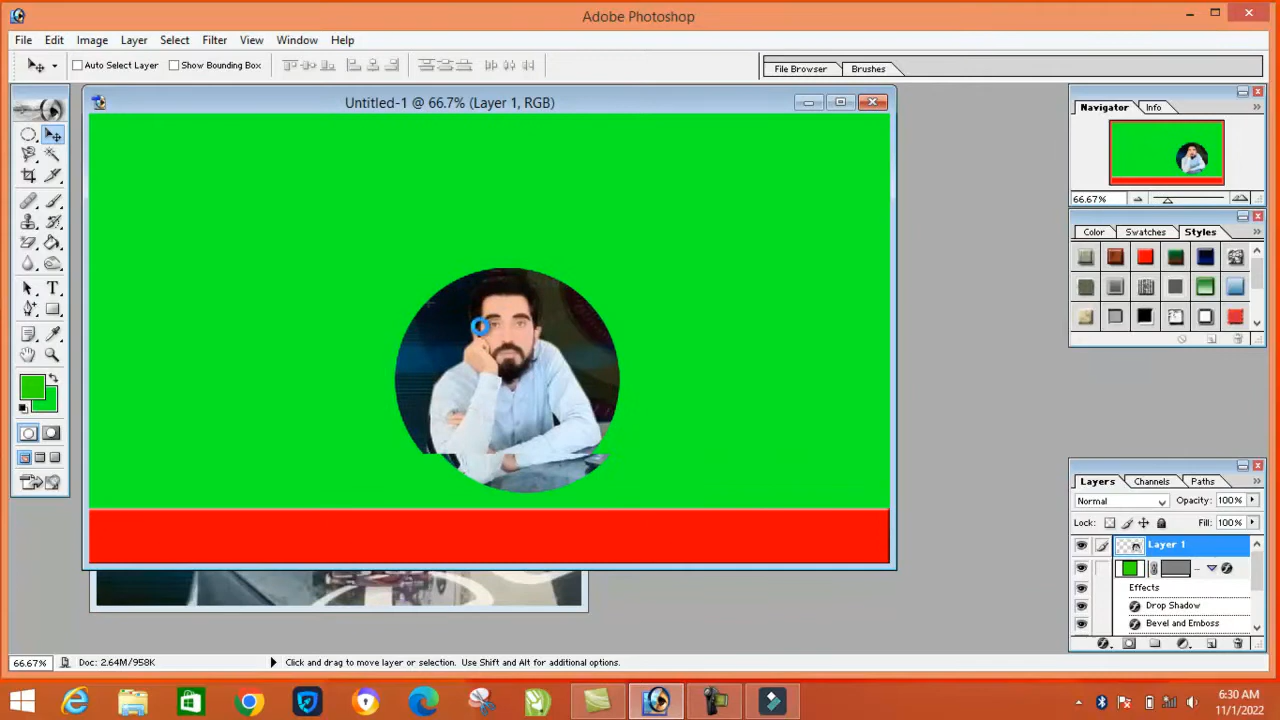 Adobe Photoshop
File Edit Image Layer Select Filter View Window Help
Auto Select Layer Show Bounding Box File Browser Brushes
Untitled-1 @ 66.7% (Layer 1, RGB)
Navigator Info
66.67%
Color Swatches Styles
T
Layers Channels Paths
Normal Opacity: 100%
Lock: Fill: 100%
Layer 1
Effects
Drop Shadow
Bevel and Emboss
66.67% Doc: 2.64M/958K Click and drag to move layer or selection. Use Shift and Alt for additional options.
6:30 AM
11/1/2022